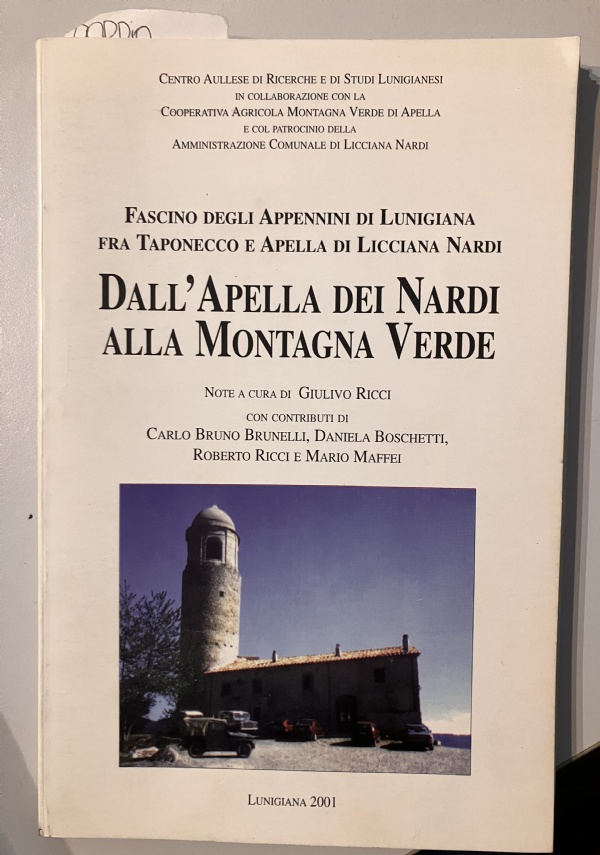 Centro Aullese di Ricerche e di Studi Lunigianesi
in collaborazione con la
Cooperativa Agricola Montagna Verde di Apella
e col patrocinio della
Amministrazione Comunale di Licciana Nardi
Fascino degli Appennini di Lunigiana
fra Taponecco e Apella di Licciana Nardi
Dall'Apella dei Nardi
alla Montagna Verde
Note a cura di Giulivo Ricci
con contributi di
Carlo Bruno Brunelli, Daniela Boschetti,
Roberto Ricci e Mario Maffei
Lunigiana 2001